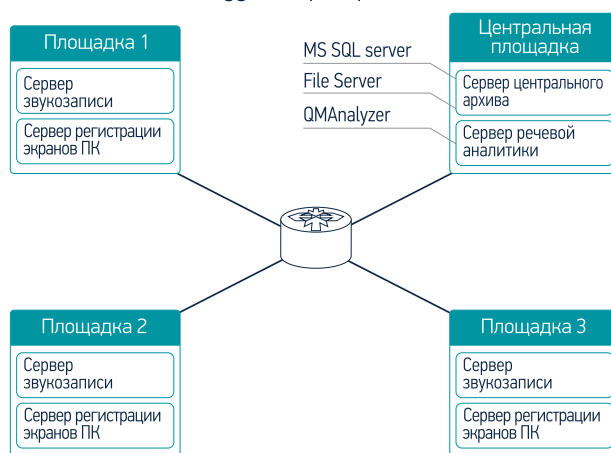 Площадка 1
Сервер
звукозаписи
Сервер регистрации
экранов ПК
MS SQL server
File Server
QMAnalyzer
Центральная
площадка
Сервер центрального
архива
Сервер речевой
аналитики
Площадка 2
Сервер
звукозаписи
Сервер регистрации
экранов ПК
Площадка 3
Сервер
звукозаписи
Сервер регистрации
экранов ПК